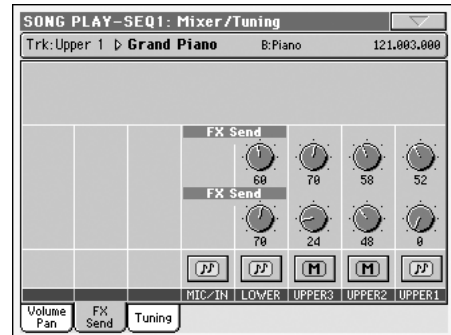 SONG PLAY-SEQ1: Mixer/Tuning
Trk:Upper 1 Grand Piano B:Piano 121.003.000
FX Send
60 70 58 52
FX Send
70 24 48 0
M M
MIC/IN LOWER UPPER3 UPPER2 UPPER1
Volume Pan FX Send Tuning